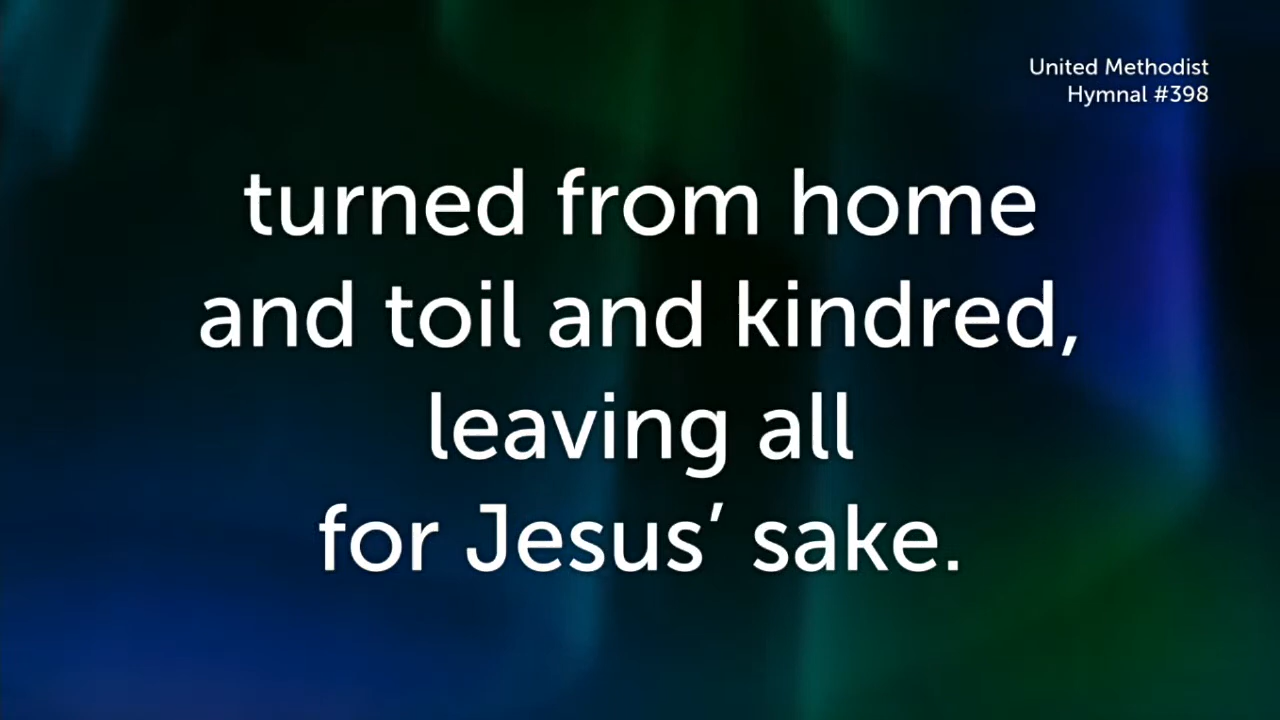 United Methodist
Hymnal #398
turned from home
and toil and kindred,
leaving all
for Jesus’ sake.